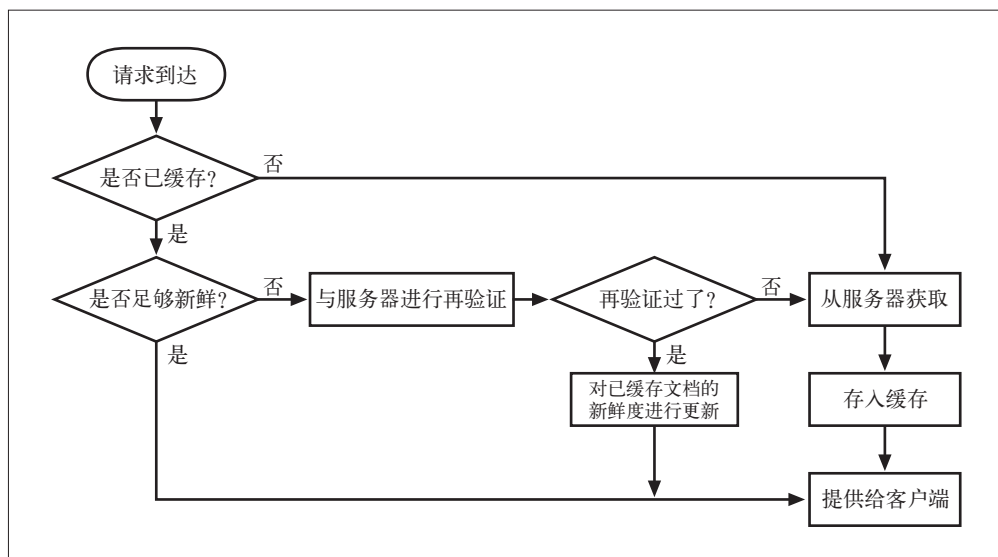 请求到达
是否已缓存?
否
是
是否足够新鲜?
否
与服务器进行再验证
再验证过了?
否
从服务器获取
是
是
对已缓存文档的
新鲜度进行更新
存入缓存
提供给客户端